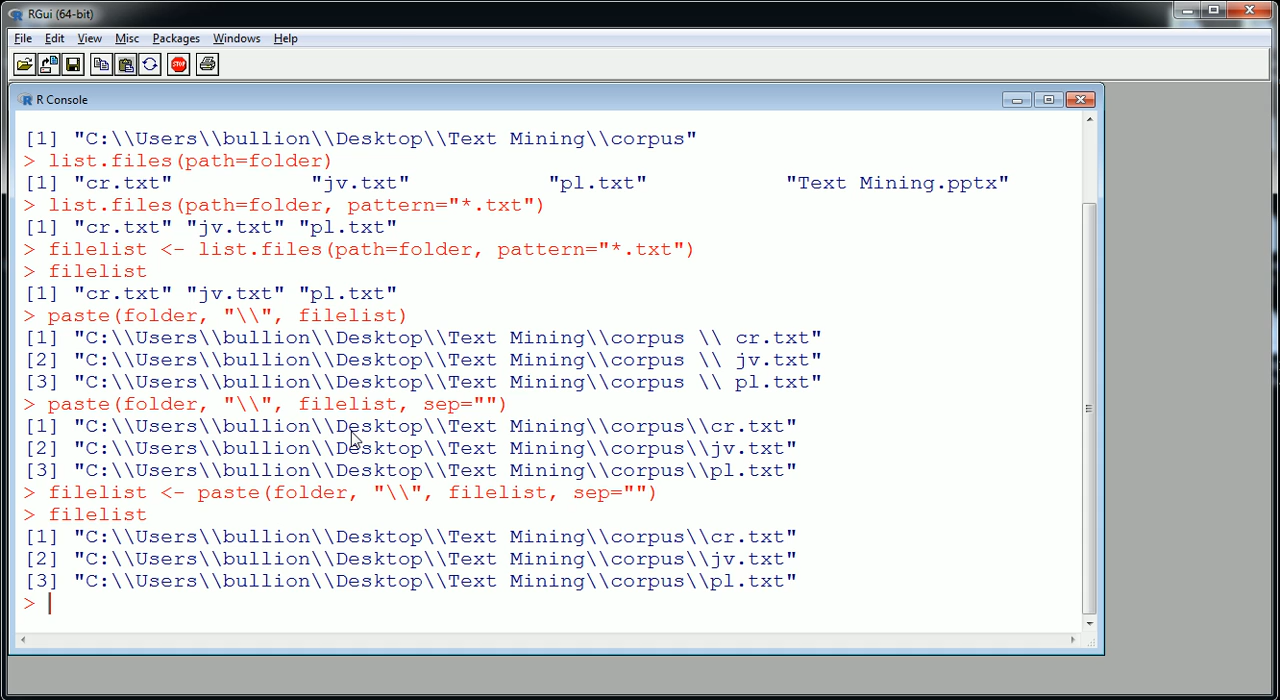 RGui (64-bit)
File Edit View Misc Packages Windows Help
STOP
R Console
[1] "C:\\Users\\bullion\\Desktop\\Text Mining\\corpus"
> list.files(path=folder)
[1] "cr.txt" "jv.txt" "pl.txt" "Text Mining.pptx"
> list.files(path=folder, pattern="*.txt")
[1] "cr.txt" "jv.txt" "pl.txt"
> filelist <- list.files(path=folder, pattern="*.txt")
> filelist
[1] "cr.txt" "jv.txt" "pl.txt"
> paste(folder, "\\", filelist)
[1] "C:\\Users\\bullion\\Desktop\\Text Mining\\corpus \\ cr.txt"
[2] "C:\\Users\\bullion\\Desktop\\Text Mining\\corpus \\ jv.txt"
[3] "C:\\Users\\bullion\\Desktop\\Text Mining\\corpus \\ pl.txt"
> paste(folder, "\\", filelist, sep="")
[1] "C:\\Users\\bullion\\Desktop\\Text Mining\\corpus\\cr.txt"
[2] "C:\\Users\\bullion\\Desktop\\Text Mining\\corpus\\jv.txt"
[3] "C:\\Users\\bullion\\Desktop\\Text Mining\\corpus\\pl.txt"
> filelist <- paste(folder, "\\", filelist, sep="")
> filelist
[1] "C:\\Users\\bullion\\Desktop\\Text Mining\\corpus\\cr.txt"
[2] "C:\\Users\\bullion\\Desktop\\Text Mining\\corpus\\jv.txt"
[3] "C:\\Users\\bullion\\Desktop\\Text Mining\\corpus\\pl.txt"
>